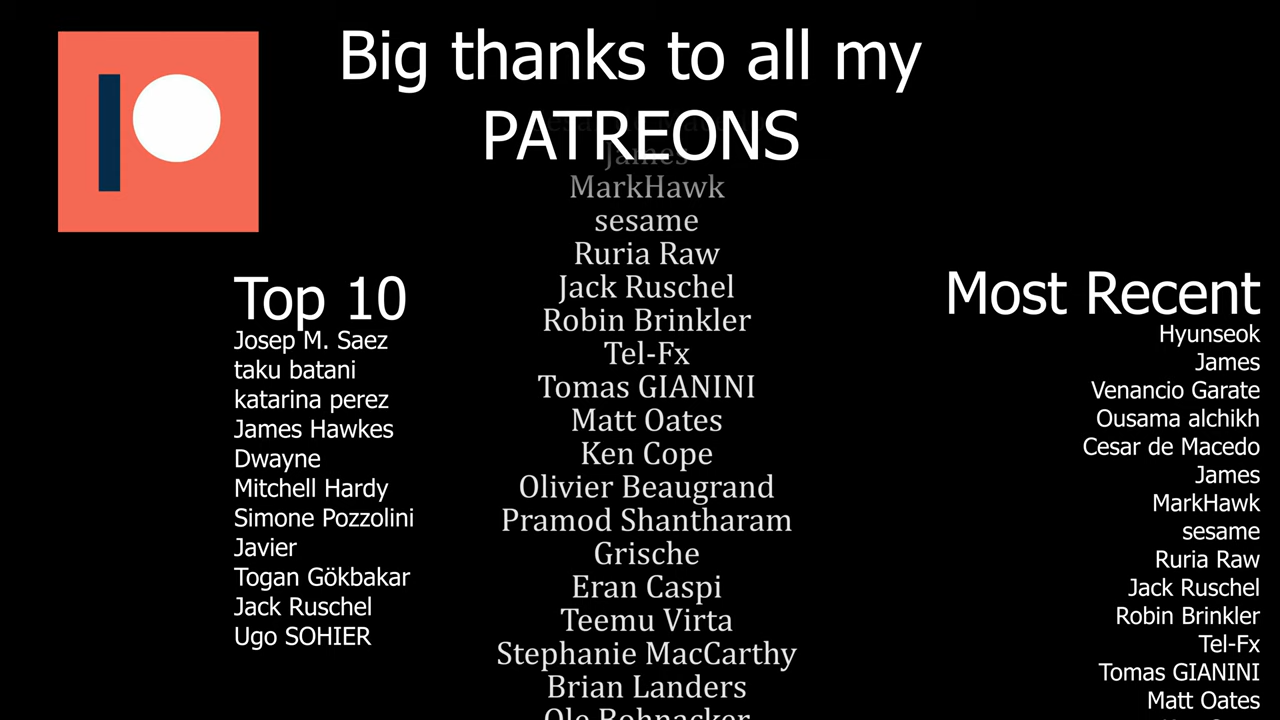 Big thanks to all my
PATREONS
James
MarkHawk
sesame
Ruria Raw
Jack Ruschel
Robin Brinkler
Tel-Fx
Tomas GIANINI
Matt Oates
Ken Cope
Olivier Beaugrand
Pramod Shantharam
Grische
Eran Caspi
Teemu Virta
Stephanie MacCarthy
Brian Landers
Ole Bohnacker
Top 10
Josep M. Saez
taku batani
katarina perez
James Hawkes
Dwayne
Mitchell Hardy
Simone Pozzolini
Javier
Togan Gökbakar
Jack Ruschel
Ugo SOHIER
Most Recent
Hyunseok
James
Venancio Garate
Ousama alchikh
Cesar de Macedo
James
MarkHawk
sesame
Ruria Raw
Jack Ruschel
Robin Brinkler
Tel-Fx
Tomas GIANINI
Matt Oates